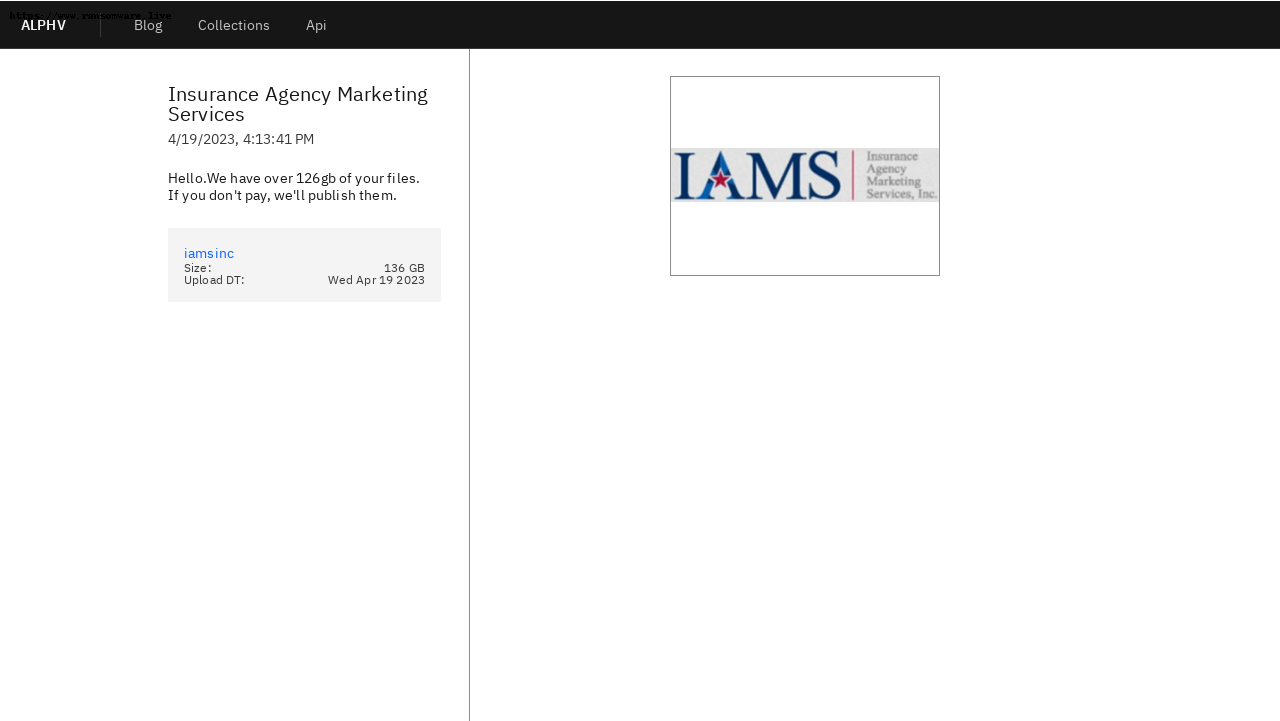 https://www.ransomware.live
ALPHV
Blog
Collections
Api
Insurance Agency Marketing
Services
4/19/2023, 4:13:41 PM
Hello.We have over 126gb of your files.
If you don't pay, we'll publish them.
iamsinc
Size: 136 GB
Upload DT: Wed Apr 19 2023
IAMS
Insurance
Agency
Marketing
Services, Inc.